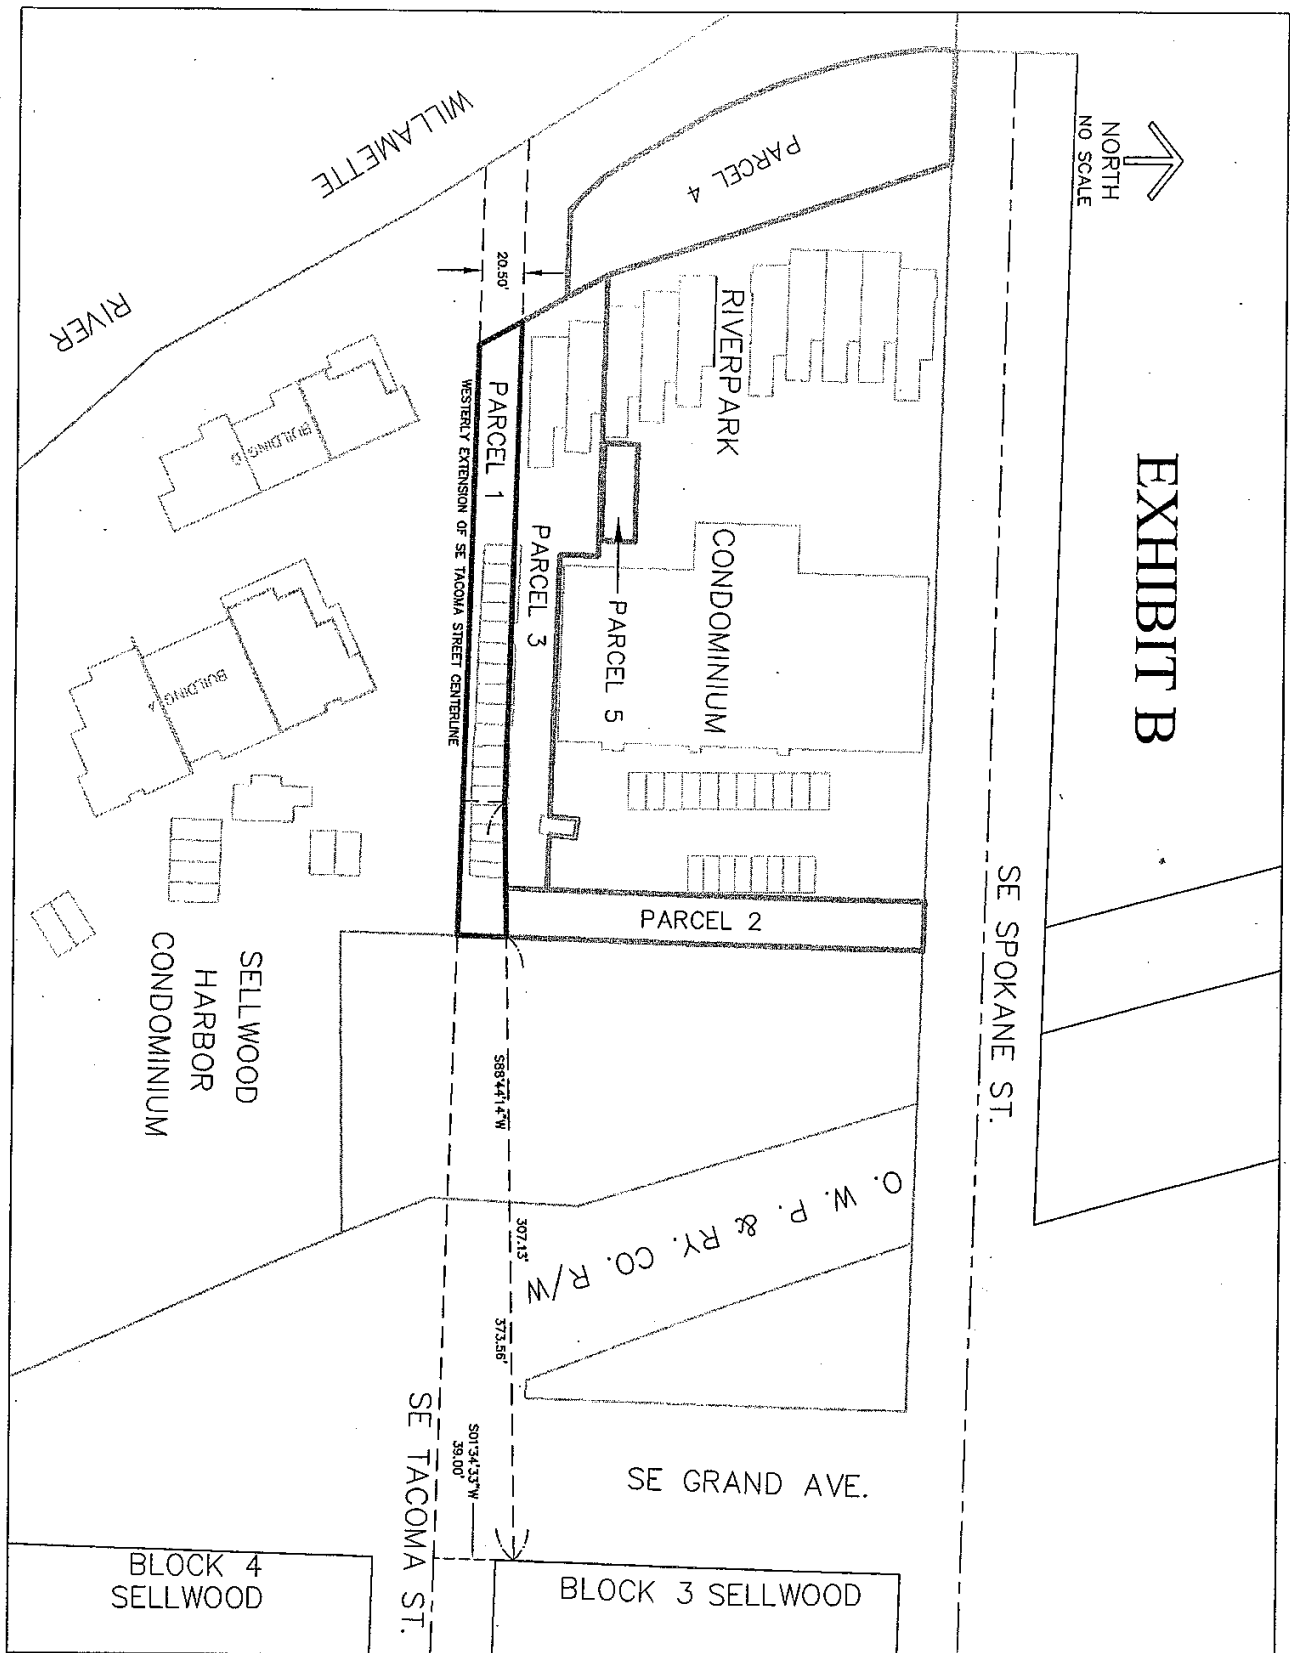 EXHIBIT B
NORTH
NO SCALE
SE SPOKANE ST.
WILLAMETTE
RIVER
PARCEL 4
RIVERPARK
CONDOMINIUM
PARCEL 5
PARCEL 3
20.50'
PARCEL 1
WESTERLY EXTENSION OF SE TACOMA STREET CENTERLINE
PARCEL 2
BUILDING D
BUILDING A
SELLWOOD
HARBOR
CONDOMINIUM
S88°44'14"W
307.13'
373.56'
O. W. P. & RY. CO. R/W
SE GRAND AVE.
S01°34'33"W
39.00'
SE TACOMA ST.
BLOCK 3 SELLWOOD
BLOCK 4
SELLWOOD